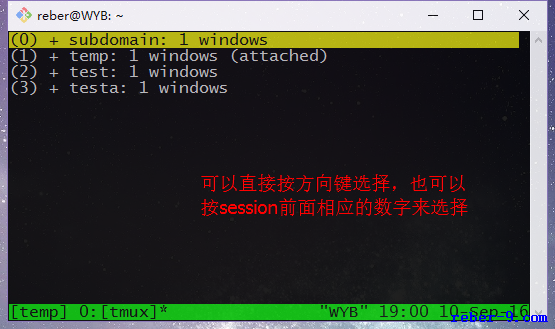 reber@WYB: ~
(0) + subdomain: 1 windows
(1) + temp: 1 windows (attached)
(2) + test: 1 windows
(3) + testa: 1 windows
可以直接按方向键选择，也可以
按session前面相应的数字来选择
[temp] 0:[tmux]* "WYB" 19:00 10-Sep-16
reber-9.com